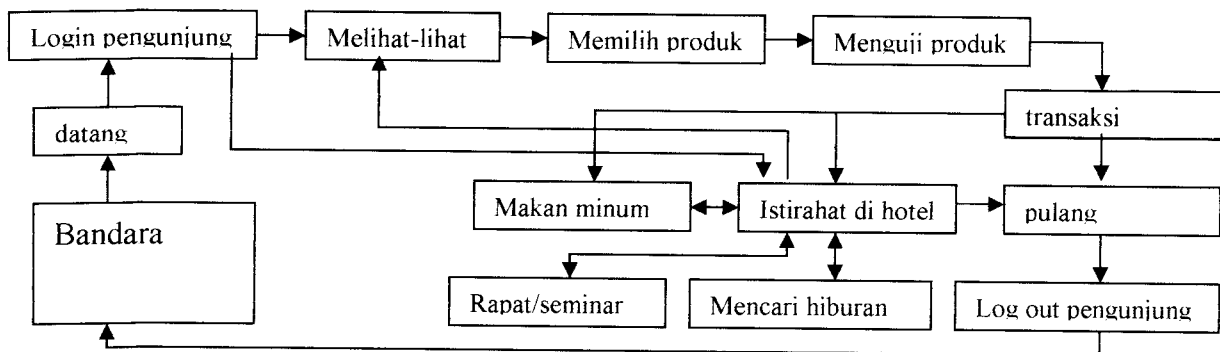 Login pengunjung
Melihat-lihat
Memilih produk
Menguji produk
datang
transaksi
Makan minum
Istirahat di hotel
pulang
Bandara
Rapat/seminar
Mencari hiburan
Log out pengunjung